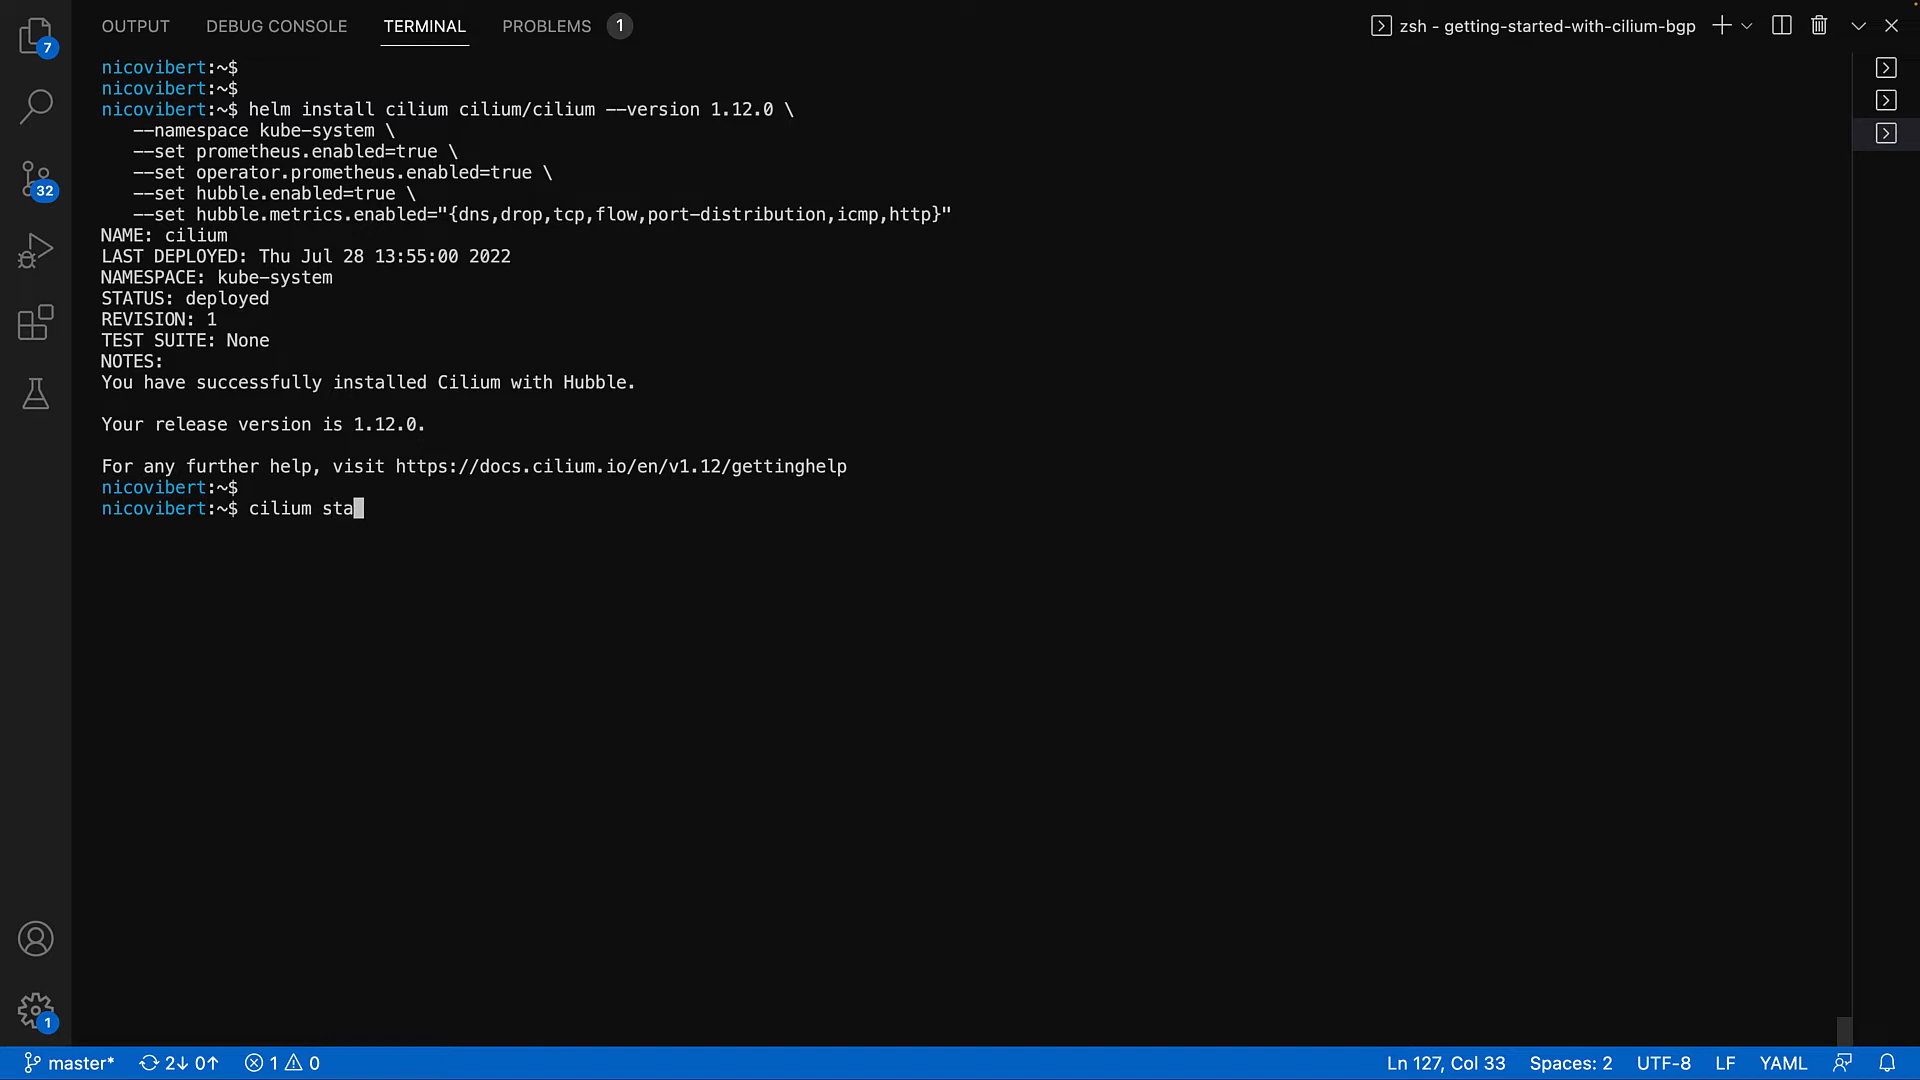 OUTPUT DEBUG CONSOLE TERMINAL PROBLEMS 1 zsh - getting-started-with-cilium-bgp
7
32
nicovibert:~$
nicovibert:~$
nicovibert:~$ helm install cilium cilium/cilium --version 1.12.0 \
--namespace kube-system \
--set prometheus.enabled=true \
--set operator.prometheus.enabled=true \
--set hubble.enabled=true \
--set hubble.metrics.enabled="{dns,drop,tcp,flow,port-distribution,icmp,http}"
NAME: cilium
LAST DEPLOYED: Thu Jul 28 13:55:00 2022
NAMESPACE: kube-system
STATUS: deployed
REVISION: 1
TEST SUITE: None
NOTES:
You have successfully installed Cilium with Hubble.
Your release version is 1.12.0.
For any further help, visit https://docs.cilium.io/en/v1.12/gettinghelp
nicovibert:~$
nicovibert:~$ cilium sta
1
master* 2↓ 0↑ 1 0 Ln 127, Col 33 Spaces: 2 UTF-8 LF YAML